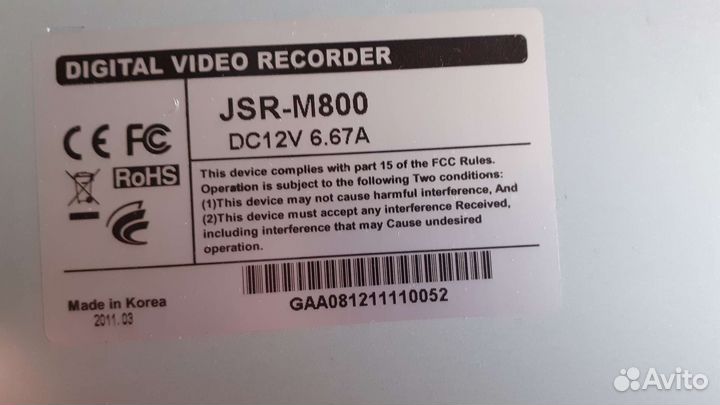 DIGITAL VIDEO RECORDER
JSR-M800
DC12V 6.67A
CE FC
RoHS
This device complies with part 15 of the FCC Rules.
Operation is subject to the following Two conditions:
(1)This device may not cause harmful interference, And
(2)This device must accept any interference Received,
including interference that may Cause undesired
operation.
GAA081211110052
Made in Korea
2011.03
Avito